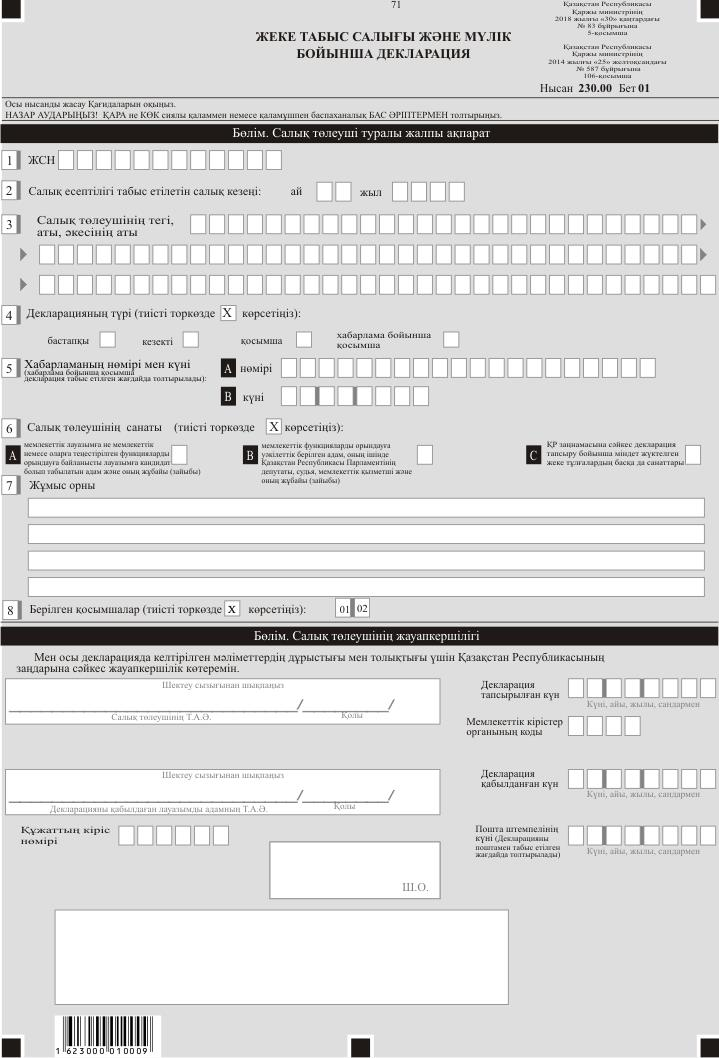 71
Қазақстан Республикасы
Қаржы министрінің
2018 жылғы «30» қаңтардағы
№ 83 бұйрығына
5-қосымша
Қазақстан Республикасы
Қаржы министрінің
2014 жылғы «25» желтоқсандағы
№ 587 бұйрығына
106-қосымша
ЖЕКЕ ТАБЫС САЛЫҒЫ ЖӘНЕ МҮЛІК
БОЙЫНША ДЕКЛАРАЦИЯ
Нысан 230.00 Бет 01
Осы нысанды жасау Қағидаларын оқыңыз.
НАЗАР АУДАРЫҢЫЗ! ҚАРА не КӨК сиялы қаламмен немесе қаламұшпен баспаханалық БАС ӘРІПТЕРМЕН толтырыңыз.
Бөлім. Салық төлеуші туралы жалпы ақпарат
1 ЖСН
2 Салық есептілігі табыс етілетін салық кезеңі: ай жыл
3 Салық төлеушінің тегі,
аты, әкесінің аты
4 Декларацияның түрі (тиісті торкөзде X көрсетіңіз):
бастапқы кезекті қосымша хабарлама бойынша
қосымша
5 Хабарламаның нөмірі мен күні
(хабарлама бойынша қосымша
декларация табыс етілген жағдайда толтырылады):
A нөмірі
B күні
6 Салық төлеушінің санаты (тиісті торкөзде X көрсетіңіз):
A мемлекеттік лауазымға не мемлекеттік
немесе оларға теңестірілген функцияларды
орындауға байланысты лауазымға кандидат
болып табылатын адам және оның жұбайы (зайыбы)
B мемлекеттік функцияларды орындауға
уәкілеттік берілген адам, оның ішінде
Қазақстан Республикасы Парламентінің
депутаты, судья, мемлекеттік қызметші және
оның жұбайы (зайыбы)
C ҚР заңнамасына сәйкес декларация
тапсыру бойынша міндет жүктелген
жеке тұлғалардың басқа да санаттары
7 Жұмыс орны
8 Берілген қосымшалар (тиісті торкөзде X көрсетіңіз): 01 02
Бөлім. Салық төлеушінің жауапкершілігі
Мен осы декларацияда келтірілген мәліметтердің дұрыстығы мен толықтығы үшін Қазақстан Республикасының
заңдарына сәйкес жауапкершілік көтеремін.
Шектеу сызығынан шықпаңыз
/ /
Салық төлеушінің Т.А.Ә. Қолы
Декларация
тапсырылған күн
Күні, айы, жылы, сандармен
Мемлекеттік кірістер
органының коды
Шектеу сызығынан шықпаңыз
/ /
Декларацияны қабылдаған лауазымды адамның Т.А.Ә. Қолы
Декларация
қабылданған күн
Күні, айы, жылы, сандармен
Құжаттың кіріс
нөмірі
Пошта штемпелінің
күні (Декларацияны
поштамен табыс етілген
жағдайда толтырылады)
Күні, айы, жылы, сандармен
Ш.О.
1 623000 010009